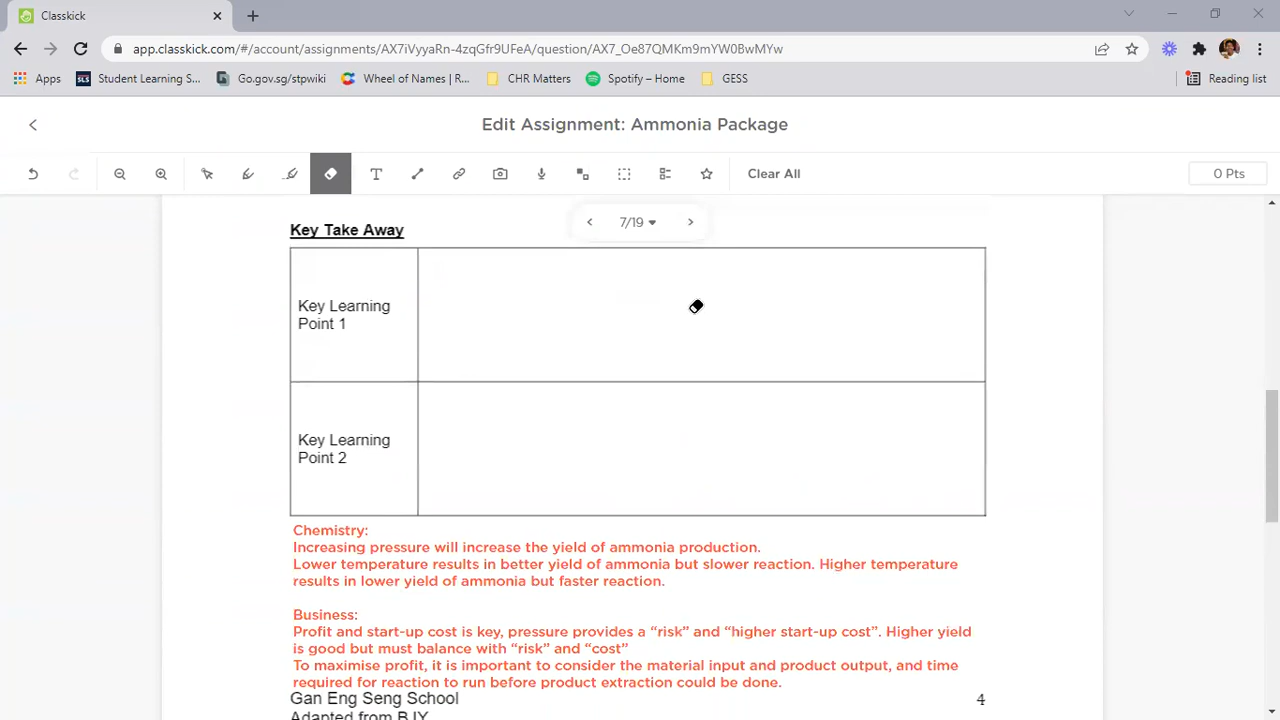 Classkick
app.classkick.com/#/account/assignments/AX7iVyyaRn-4zqGfr9UFeA/question/AX7_Oe87QMKm9mYW0BwMYw
Apps
SLS
Student Learning S...
Go.gov.sg/stpwiki
Wheel of Names | R...
CHR Matters
Spotify – Home
GESS
Reading list
Edit Assignment: Ammonia Package
T
Clear All
0 Pts
7/19
Key Take Away
Key Learning
Point 1
Key Learning
Point 2
Chemistry:
Increasing pressure will increase the yield of ammonia production.
Lower temperature results in better yield of ammonia but slower reaction. Higher temperature
results in lower yield of ammonia but faster reaction.
Business:
Profit and start-up cost is key, pressure provides a “risk” and “higher start-up cost”. Higher yield
is good but must balance with “risk” and “cost”
To maximise profit, it is important to consider the material input and product output, and time
required for reaction to run before product extraction could be done.
Gan Eng Seng School
4
Adapted from BJY